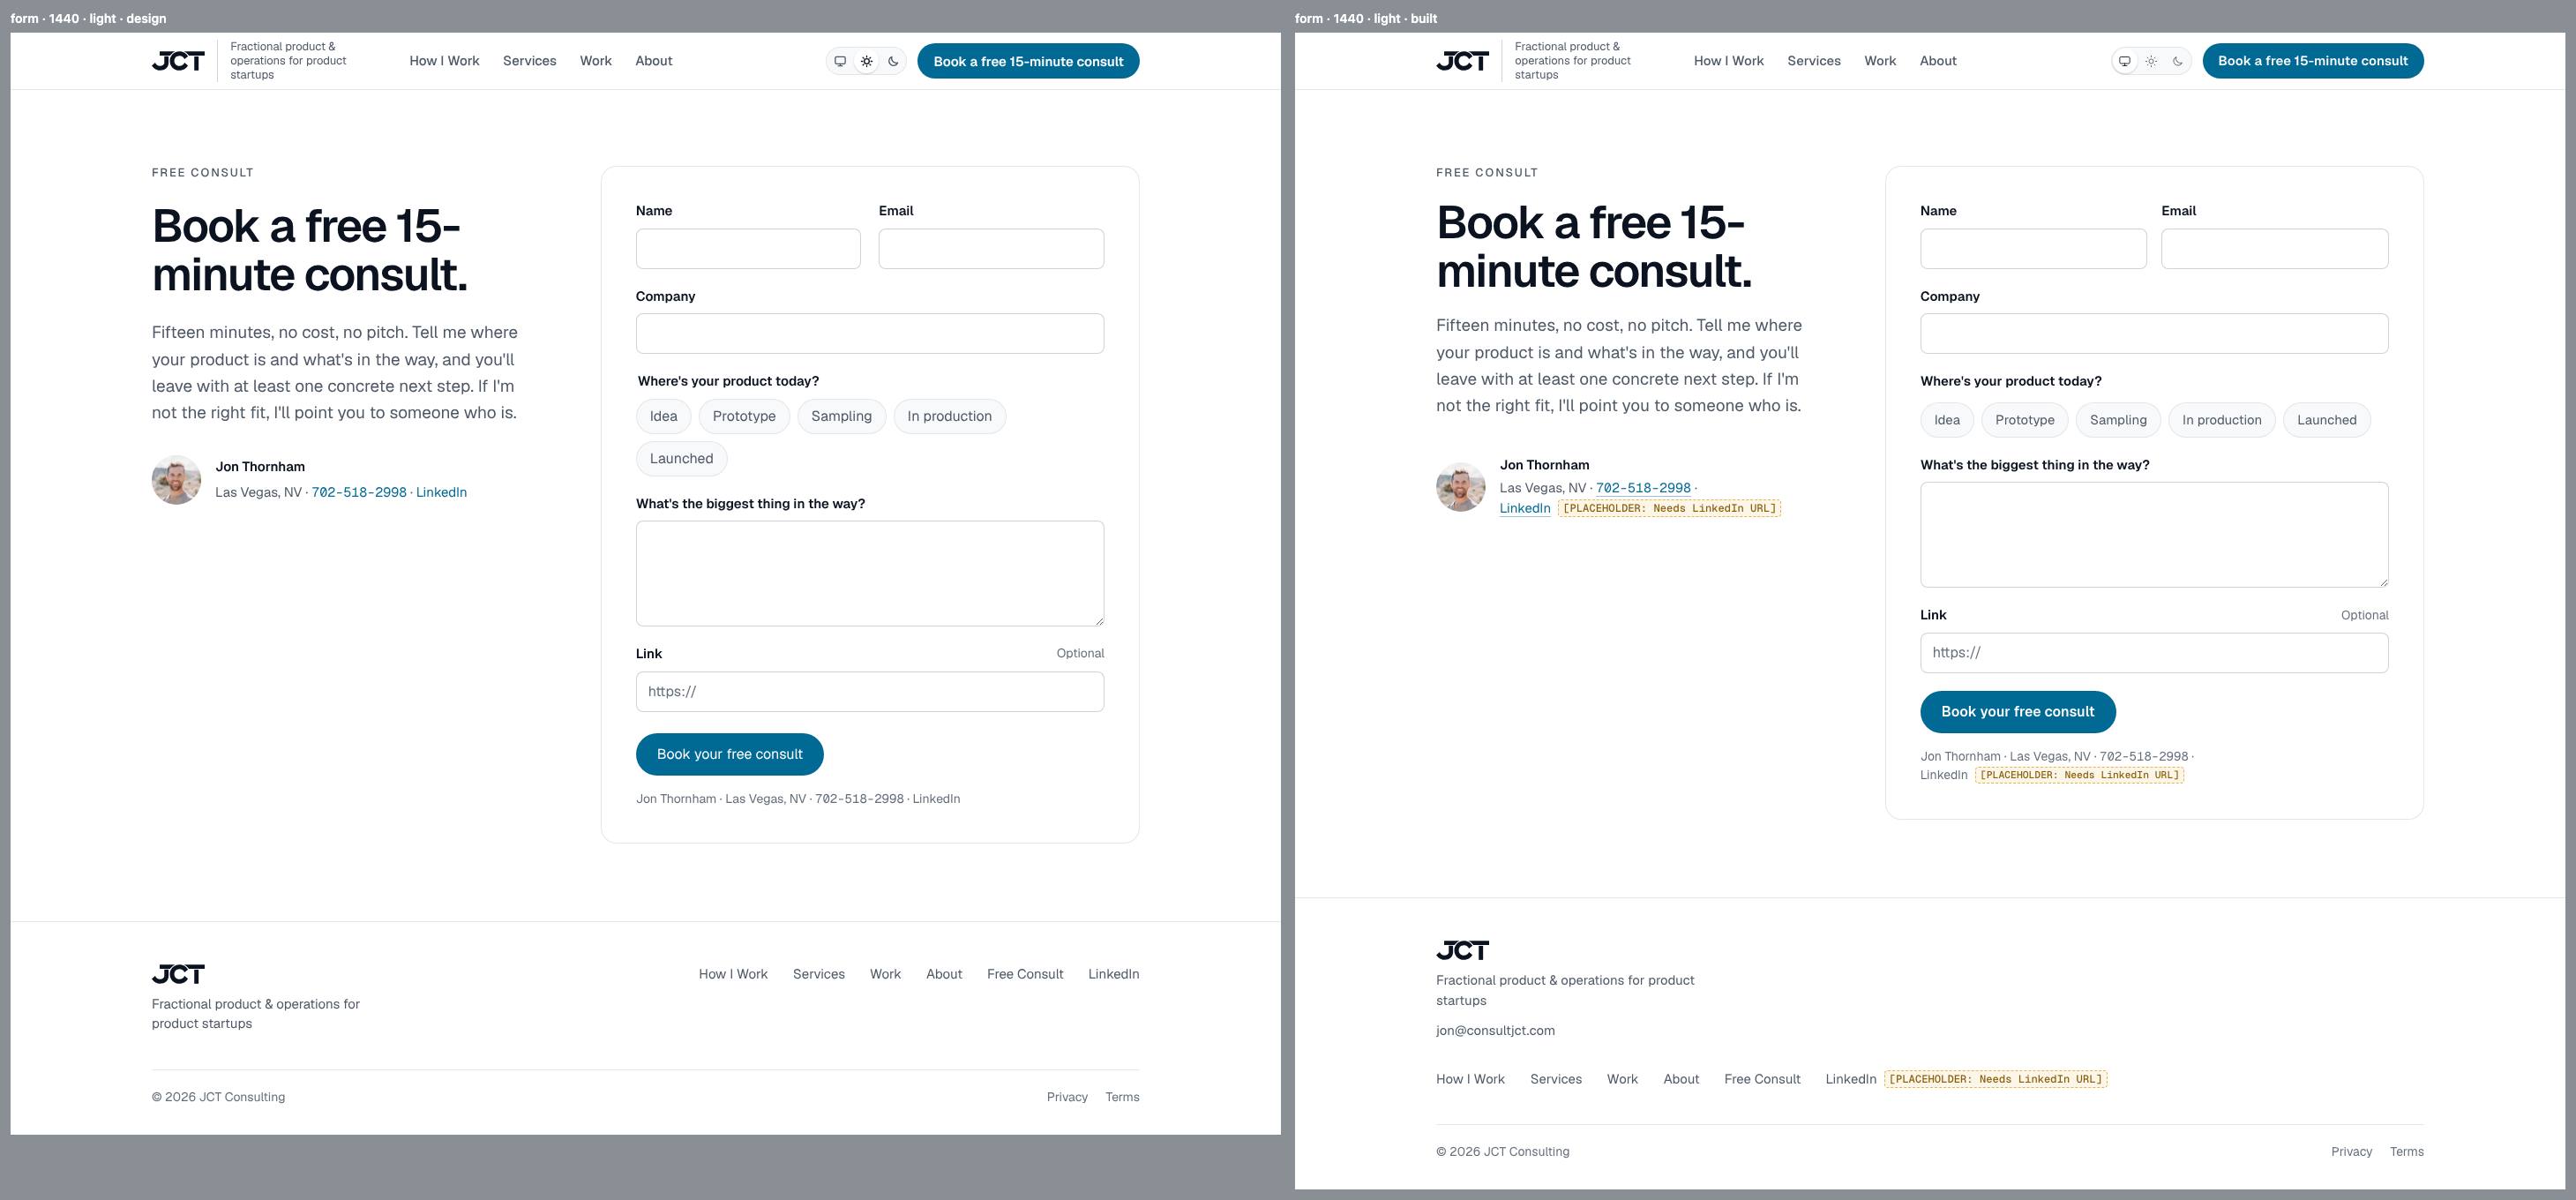 form · 1440 · light · design
JCT
Fractional product &
operations for product
startups
How I Work
Services
Work
About
Book a free 15-minute consult
FREE CONSULT
Book a free 15-
minute consult.
Fifteen minutes, no cost, no pitch. Tell me where
your product is and what's in the way, and you'll
leave with at least one concrete next step. If I'm
not the right fit, I'll point you to someone who is.
Jon Thornham
Las Vegas, NV · 702-518-2998 · LinkedIn
Name
Email
Company
Where's your product today?
Idea
Prototype
Sampling
In production
Launched
What's the biggest thing in the way?
Link
Optional
https://
Book your free consult
Jon Thornham · Las Vegas, NV · 702-518-2998 · LinkedIn
JCT
Fractional product & operations for
product startups
How I Work
Services
Work
About
Free Consult
LinkedIn
© 2026 JCT Consulting
Privacy
Terms
form · 1440 · light · built
JCT
Fractional product &
operations for product
startups
How I Work
Services
Work
About
Book a free 15-minute consult
FREE CONSULT
Book a free 15-
minute consult.
Fifteen minutes, no cost, no pitch. Tell me where
your product is and what's in the way, and you'll
leave with at least one concrete next step. If I'm
not the right fit, I'll point you to someone who is.
Jon Thornham
Las Vegas, NV · 702-518-2998 ·
LinkedIn [PLACEHOLDER: Needs LinkedIn URL]
Name
Email
Company
Where's your product today?
Idea
Prototype
Sampling
In production
Launched
What's the biggest thing in the way?
Link
Optional
https://
Book your free consult
Jon Thornham · Las Vegas, NV · 702-518-2998 ·
LinkedIn [PLACEHOLDER: Needs LinkedIn URL]
JCT
Fractional product & operations for product
startups
jon@consultjct.com
How I Work
Services
Work
About
Free Consult
LinkedIn [PLACEHOLDER: Needs LinkedIn URL]
© 2026 JCT Consulting
Privacy
Terms